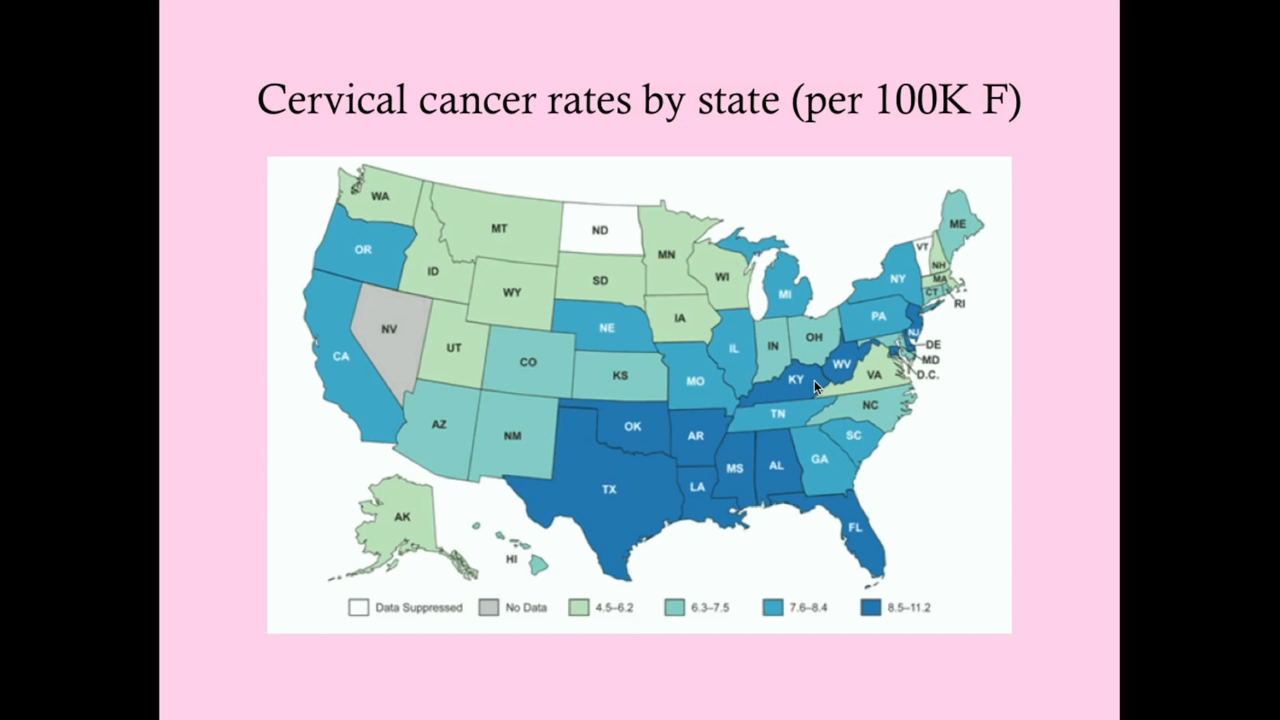 Cervical cancer rates by state (per 100K F)
WA
MT
ND
MN
ME
VT
NH
MA
OR
ID
SD
WI
NY
CT
RI
WY
MI
IA
PA
NJ
NV
NE
OH
DE
CA
UT
IL
IN
MD
CO
KS
WV
VA
D.C.
MO
KY
NC
AZ
NM
OK
AR
TN
SC
TX
LA
MS
AL
GA
AK
FL
HI
Data Suppressed
No Data
4.5–6.2
6.3–7.5
7.6–8.4
8.5–11.2